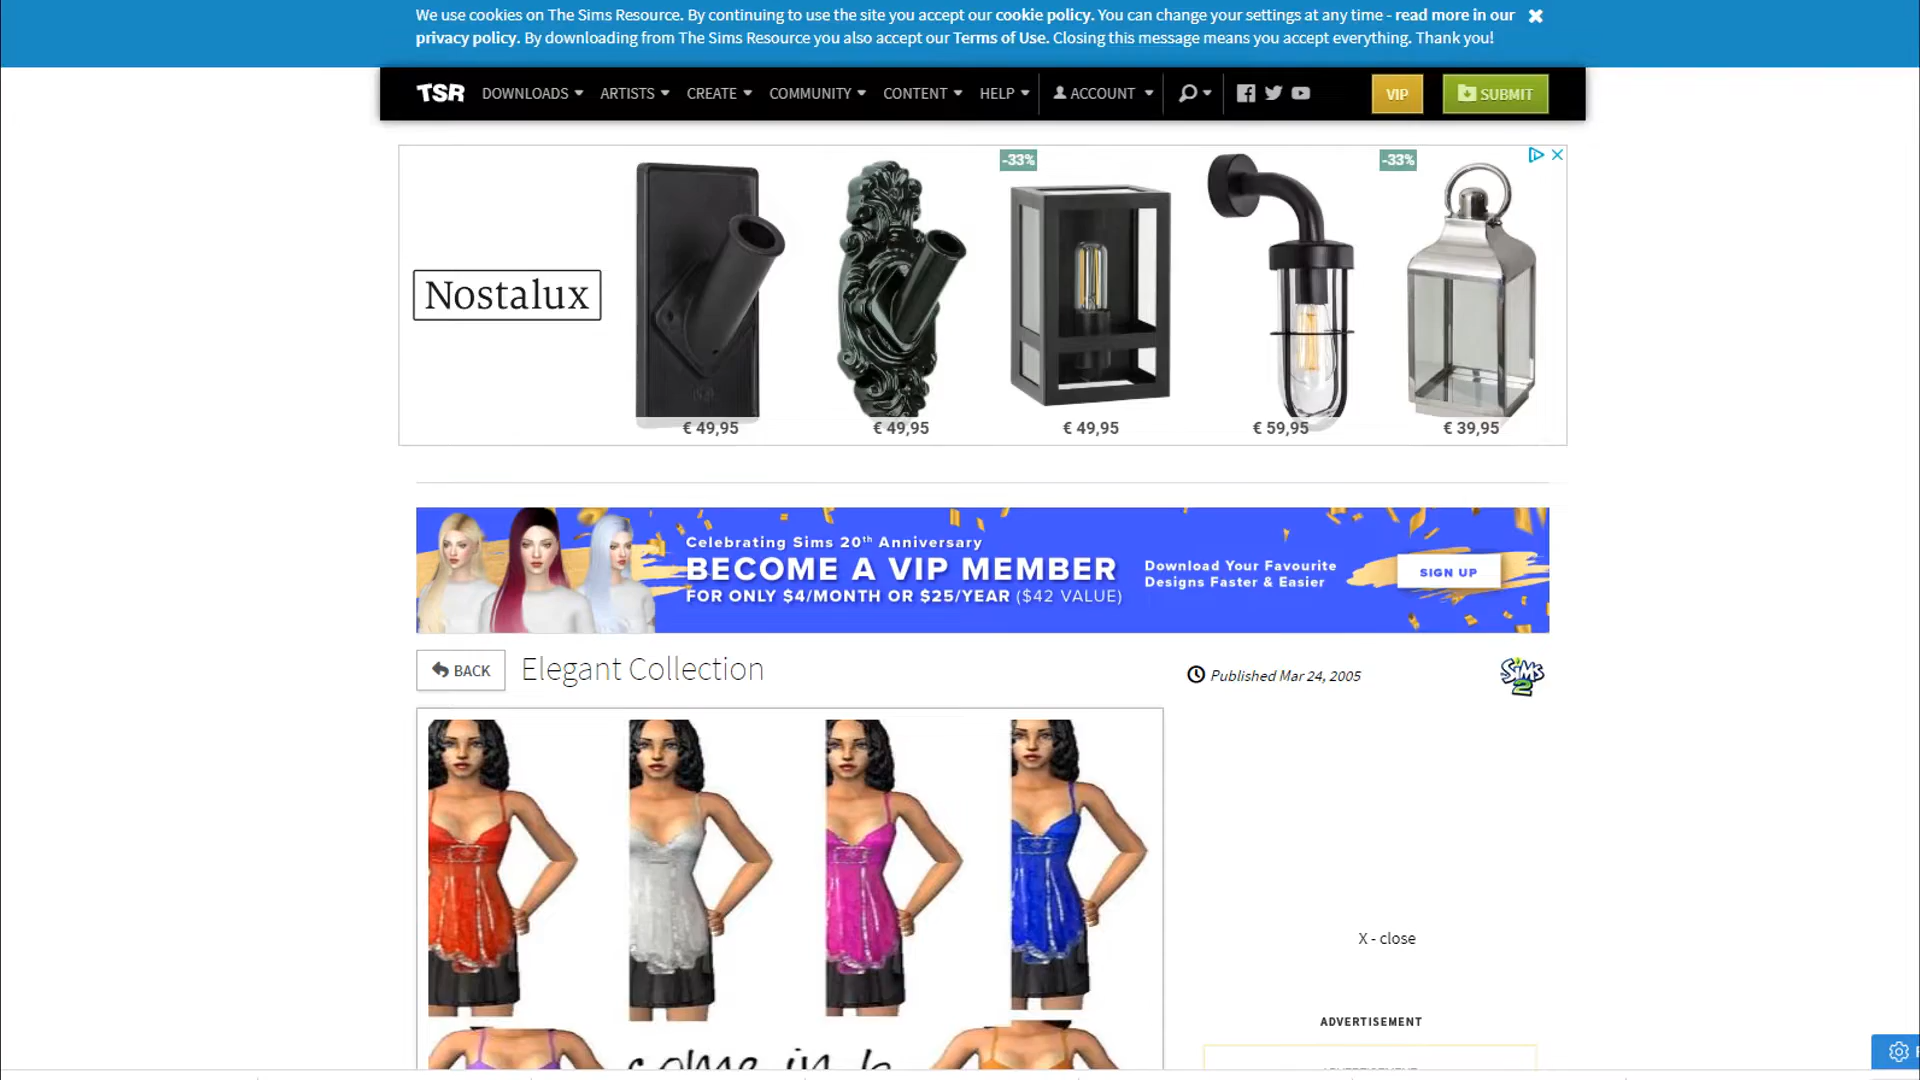 We use cookies on The Sims Resource. By continuing to use the site you accept our cookie policy. You can change your settings at any time - read more in our
privacy policy. By downloading from The Sims Resource you also accept our Terms of Use. Closing this message means you accept everything. Thank you!
TSR DOWNLOADS ARTISTS CREATE COMMUNITY CONTENT HELP ACCOUNT VIP SUBMIT
-33% -33%
Nostalux
€ 49,95 € 49,95 € 49,95 € 59,95 € 39,95
Celebrating Sims 20th Anniversary
BECOME A VIP MEMBER
FOR ONLY $4/MONTH OR $25/YEAR ($42 VALUE)
Download Your Favourite
Designs Faster & Easier
SIGN UP
BACK Elegant Collection
Published Mar 24, 2005
SiMS
2
X - close
ADVERTISEMENT
come in